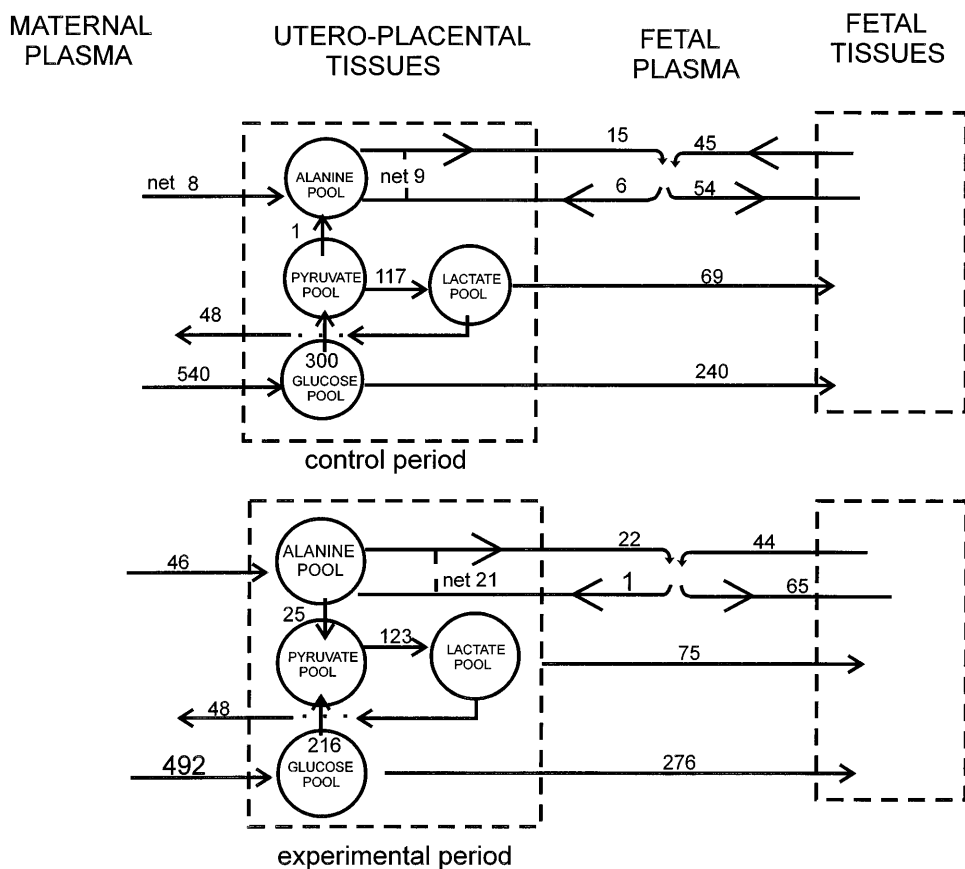 MATERNAL
PLASMA
UTERO-PLACENTAL
TISSUES
FETAL
PLASMA
FETAL
TISSUES
15
45
ALANINE
POOL
net 8
net 9
6
54
1
PYRUVATE
POOL
117
LACTATE
POOL
69
48
300
540
GLUCOSE
POOL
240
control period
22
44
ALANINE
POOL
46
net 21
1
65
25
123
PYRUVATE
POOL
LACTATE
POOL
75
48
216
492
GLUCOSE
POOL
276
experimental period